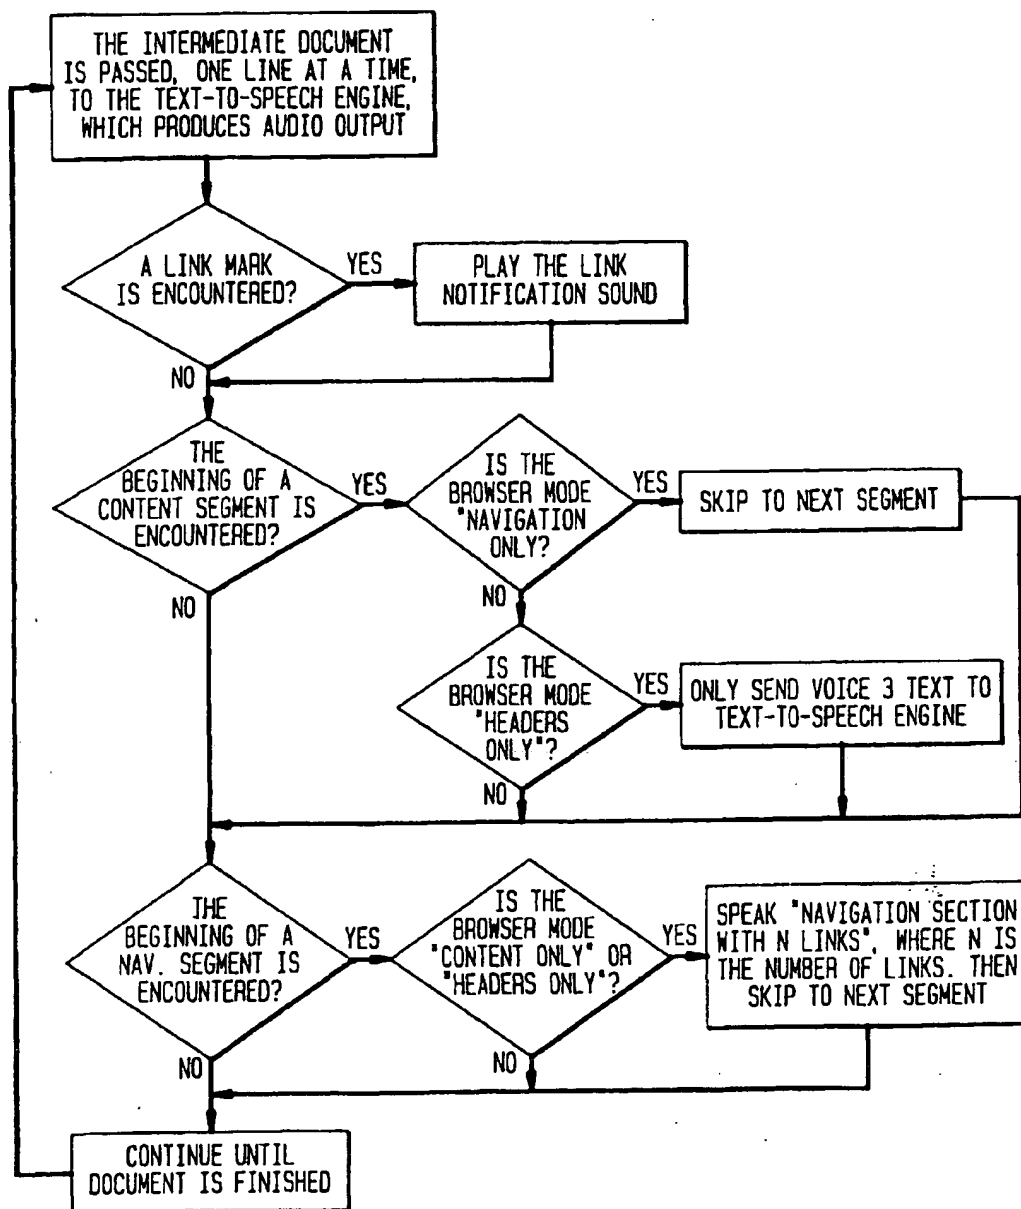 THE INTERMEDIATE DOCUMENT
IS PASSED, ONE LINE AT A TIME,
TO THE TEXT-TO-SPEECH ENGINE,
WHICH PRODUCES AUDIO OUTPUT
A LINK MARK
IS ENCOUNTERED?
YES
PLAY THE LINK
NOTIFICATION SOUND
NO
THE
BEGINNING OF A
CONTENT SEGMENT IS
ENCOUNTERED?
YES
IS THE
BROWSER MODE
"NAVIGATION
ONLY?
YES
SKIP TO NEXT SEGMENT
NO
NO
IS THE
BROWSER MODE
"HEADERS
ONLY"?
YES
ONLY SEND VOICE 3 TEXT TO
TEXT-TO-SPEECH ENGINE
NO
THE
BEGINNING OF A
NAV. SEGMENT IS
ENCOUNTERED?
YES
IS THE
BROWSER MODE
"CONTENT ONLY" OR
"HEADERS ONLY"?
YES
SPEAK "NAVIGATION SECTION
WITH N LINKS", WHERE N IS
THE NUMBER OF LINKS. THEN
SKIP TO NEXT SEGMENT
NO
NO
CONTINUE UNTIL
DOCUMENT IS FINISHED